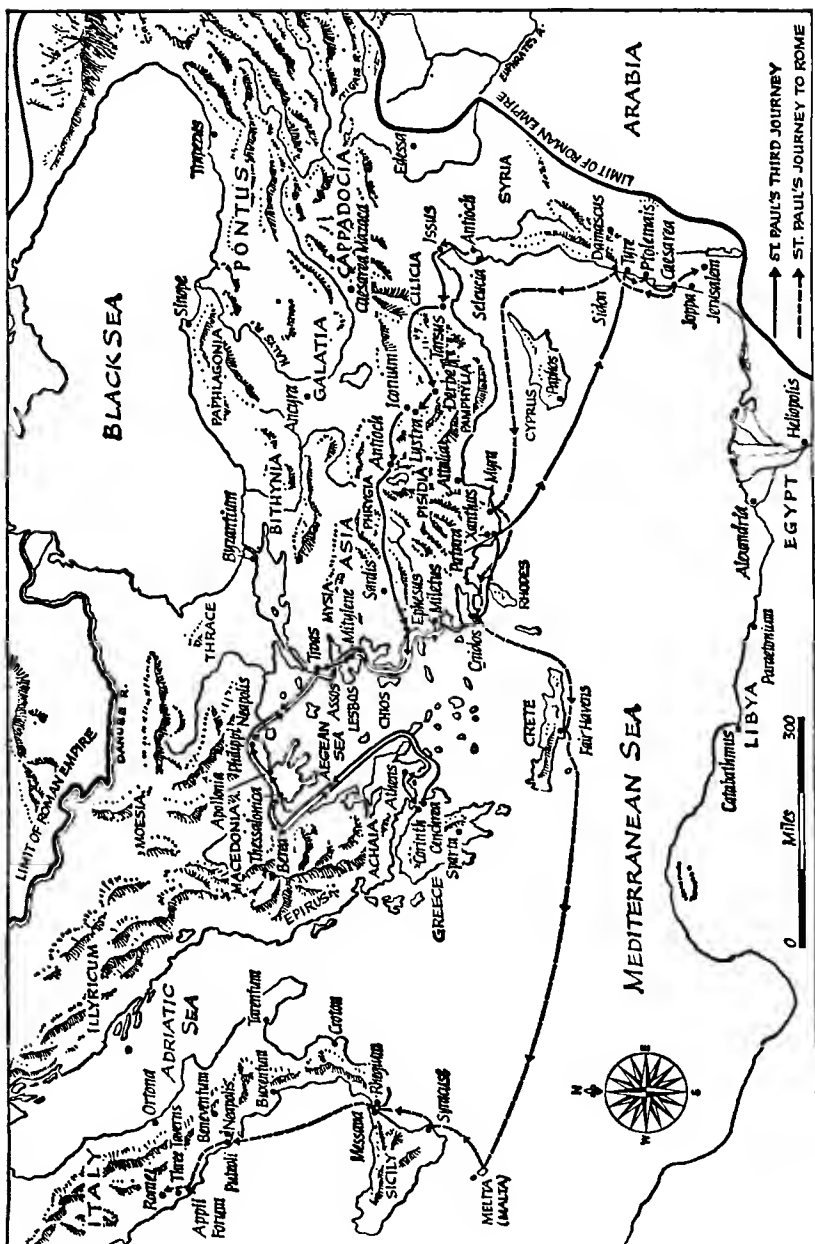 BLACK SEA
LIMIT OF ROMAN EMPIRE
DANUBE R.
MOESIA
THRACE
ILLYRICUM
ADRIATIC
SEA
ITALY
Rome
Three Taverns
Appii
Forum
Puteoli
Neapolis
Beneventum
Ortona
Buxentum
Tarentum
Croton
Rhegium
Messana
SICILY
Syracuse
MELITA
(MALTA)
MACEDONIA
Apollonia
Philippi
Neapolis
Thessalonica
Berea
EPIRUS
ACHAIA
Athens
Corinth
Cenchrea
Sparta
GREECE
AEGEAN
SEA
Byzantium
BITHYNIA
PAPHLAGONIA
Sinope
PONTUS
Trapezus
HALYS R.
Ancyra
GALATIA
CAPPADOCIA
Caesarea Mazaca
Troas
Assos
MYSIA
Mitylene
LESBOS
CHIOS
ASIA
Sardis
PHRYGIA
Antioch
Iconium
Lystra
Derbe
PISIDIA
PAMPHYLIA
Attalia
Ephesus
Miletus
Patara
Xanthus
Myra
Cnidos
RHODES
CILICIA
Tarsus
Issus
Antioch
Seleucia
SYRIA
Edessa
EUPHRATES R.
LIMIT OF ROMAN EMPIRE
ARABIA
CYPRUS
Paphos
Damascus
Sidon
Tyre
Ptolemais
Caesarea
Joppa
Jerusalem
CRETE
Fair Havens
MEDITERRANEAN SEA
Alexandria
EGYPT
Heliopolis
Paraetonium
LIBYA
Catabathmus
0 Miles 300
N
E
S
W
ST. PAUL'S THIRD JOURNEY
ST. PAUL'S JOURNEY TO ROME